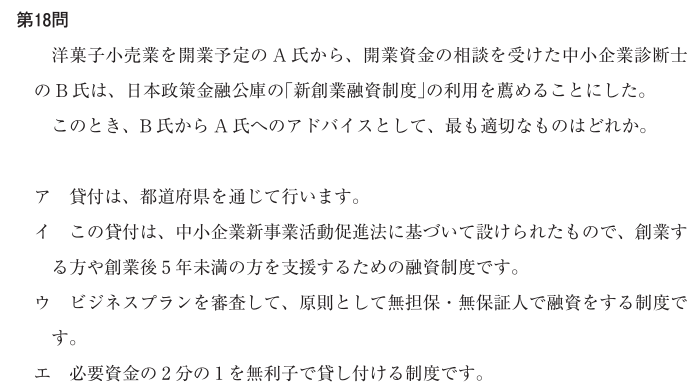 第18問
洋菓子小売業を開業予定の A 氏から、開業資金の相談を受けた中小企業診断士
の B 氏は、日本政策金融公庫の「新創業融資制度」の利用を薦めることにした。
このとき、B 氏から A 氏へのアドバイスとして、最も適切なものはどれか。
ア 貸付は、都道府県を通じて行います。
イ この貸付は、中小企業新事業活動促進法に基づいて設けられたもので、創業す
る方や創業後 5 年未満の方を支援するための融資制度です。
ウ ビジネスプランを審査して、原則として無担保・無保証人で融資をする制度で
す。
エ 必要資金の 2 分の 1 を無利子で貸し付ける制度です。